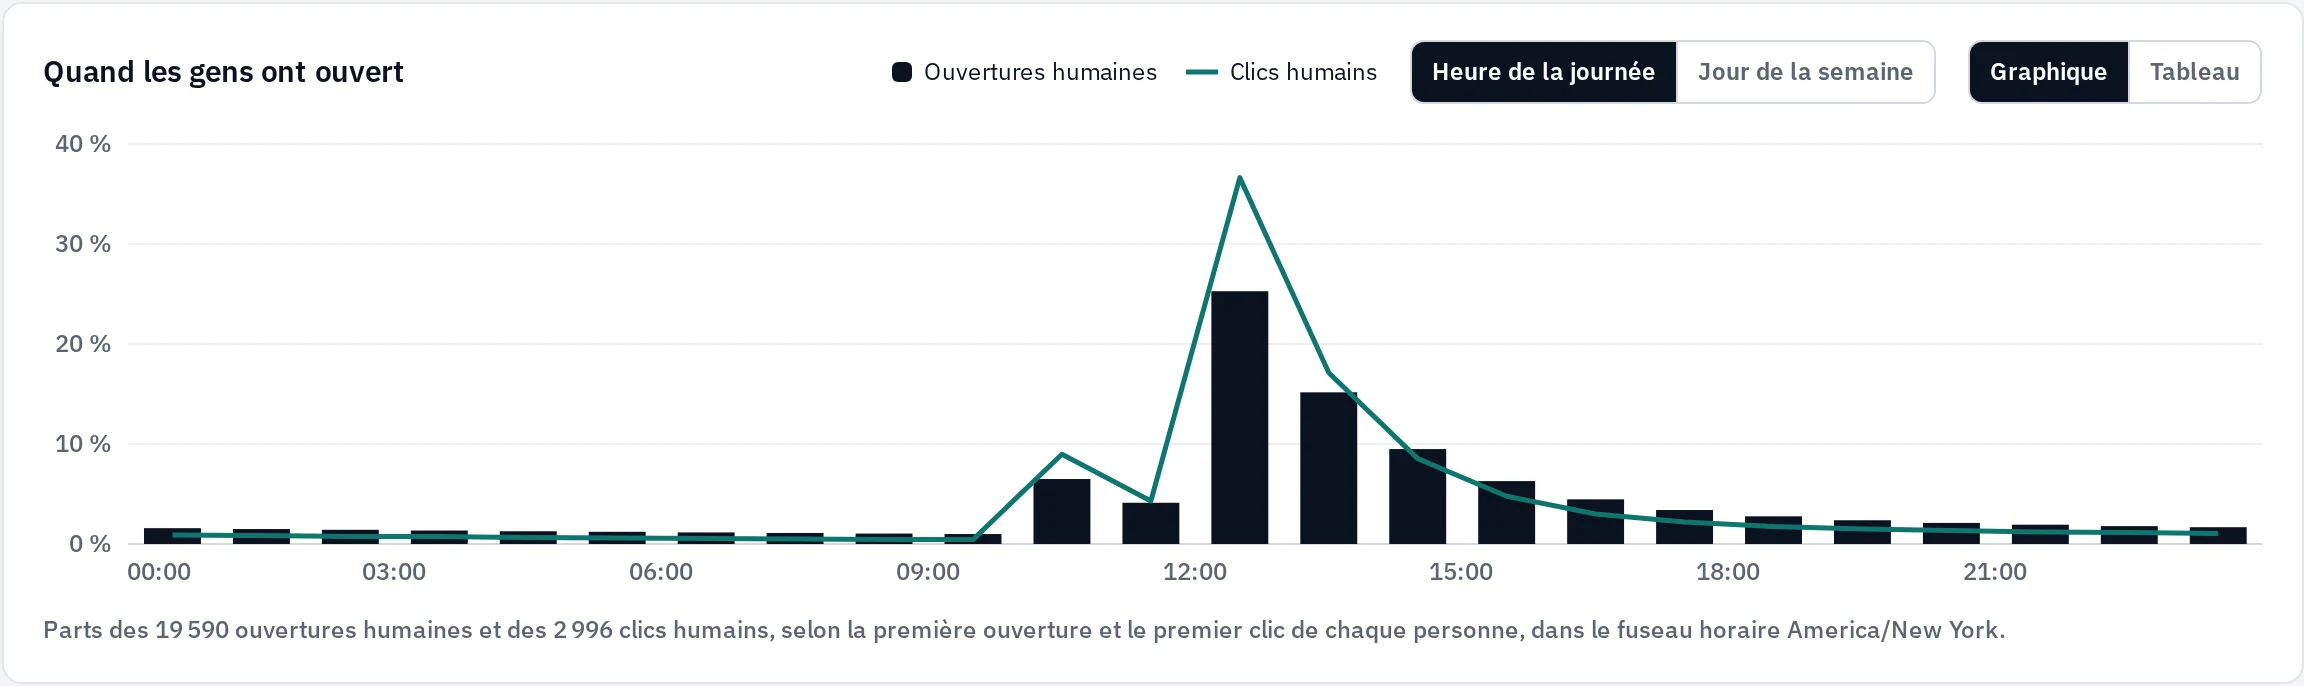 Quand les gens ont ouvert
Ouvertures humaines
Clics humains
Heure de la journée
Jour de la semaine
Graphique
Tableau
40 %
30 %
20 %
10 %
0 %
00:00 03:00 06:00 09:00 12:00 15:00 18:00 21:00
Parts des 19 590 ouvertures humaines et des 2 996 clics humains, selon la première ouverture et le premier clic de chaque personne, dans le fuseau horaire America/New York.